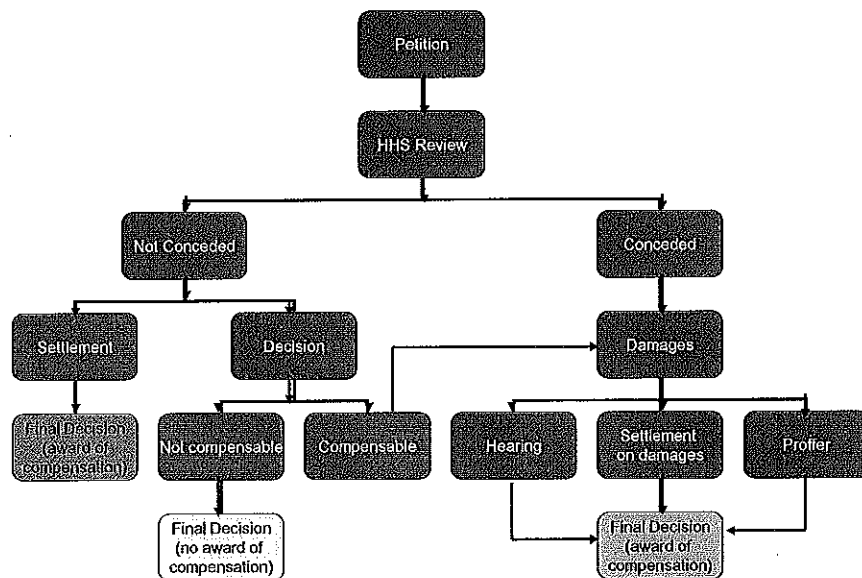 Petition
HHS Review
Not Conceded
Conceded
Settlement
Decision
Damages
Final Decision
(award of
compensation)
Not compensable
Compensable
Hearing
Settlement
on damages
Proffer
Final Decision
(no award of
compensation)
Final Decision
(award of
compensation)